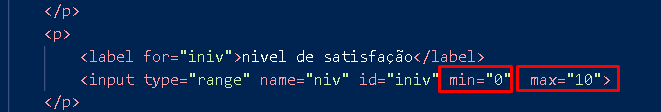 </p>
<p>
<label for="iniv">nivel de satisfação</label>
<input type="range" name="niv" id="iniv" min="0" max="10">
</p>